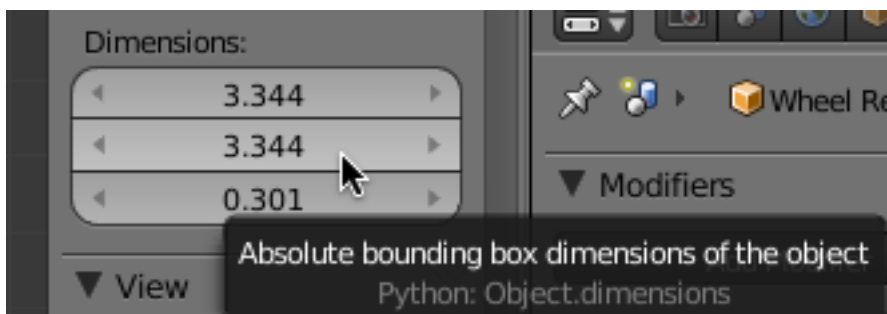 Dimensions:
3.344
3.344
0.301
Wheel Re
Modifiers
Absolute bounding box dimensions of the object
Python: Object.dimensions
View